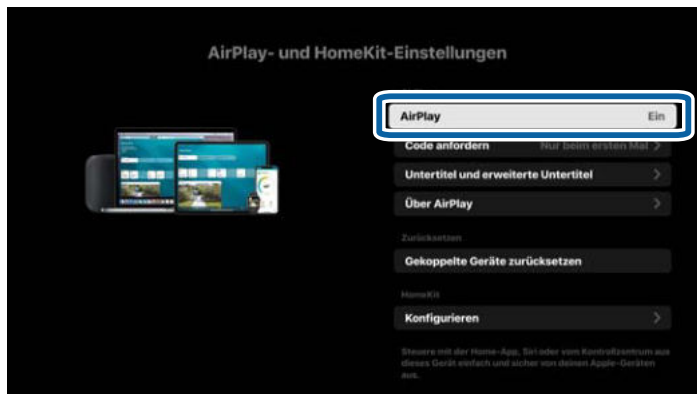 AirPlay- und HomeKit-Einstellungen
AirPlay Ein
Code anfordern Nur beim ersten Mal >
Untertitel und erweiterte Untertitel >
Über AirPlay >
Zurücksetzen
Gekoppelte Geräte zurücksetzen
HomeKit
Konfigurieren >
Steuere mit der Home-App, Siri oder vom Kontrollzentrum aus
dieses Gerät einfach und sicher von deinen Apple-Geräten
aus.